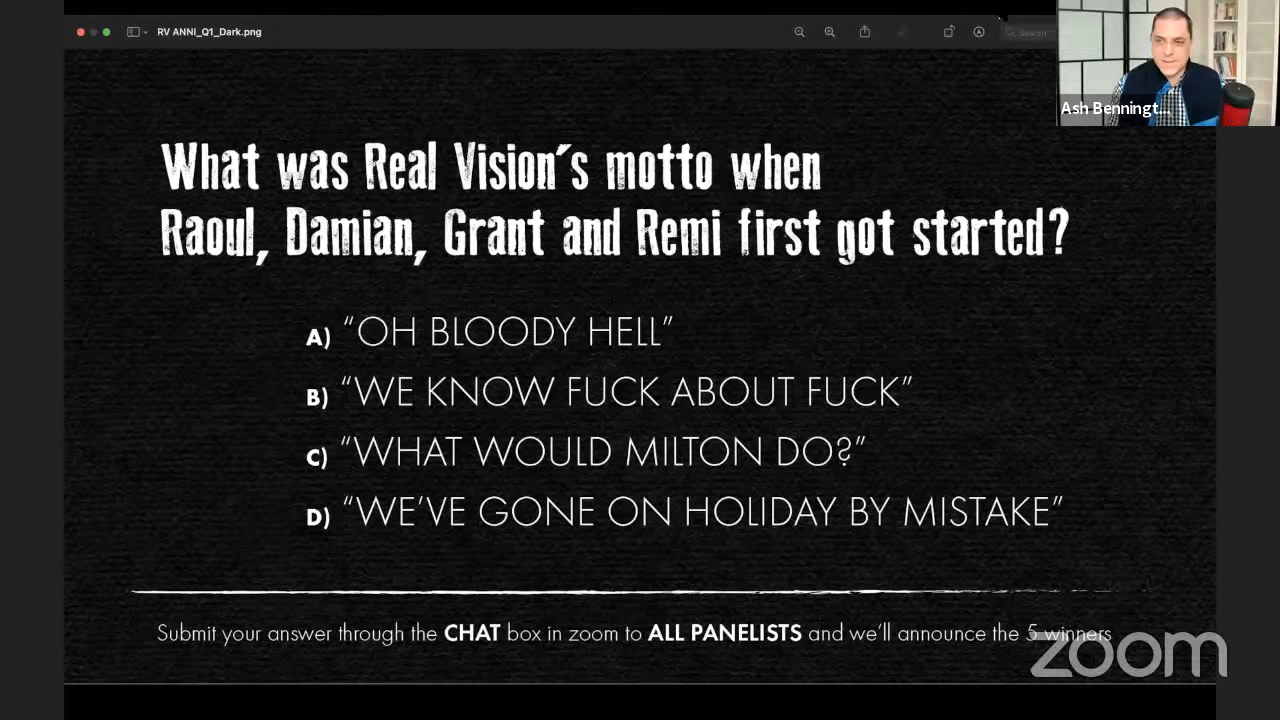 RV ANNI_Q1_Dark.png
Search
Ash Benningt...
What was Real Vision´s motto when
Raoul, Damian, Grant and Remi first got started?
A) “OH BLOODY HELL”
B) “WE KNOW FUCK ABOUT FUCK”
C) “WHAT WOULD MILTON DO?”
D) “WE’VE GONE ON HOLIDAY BY MISTAKE”
Submit your answer through the CHAT box in zoom to ALL PANELISTS and we’ll announce the 5 winners
zoom